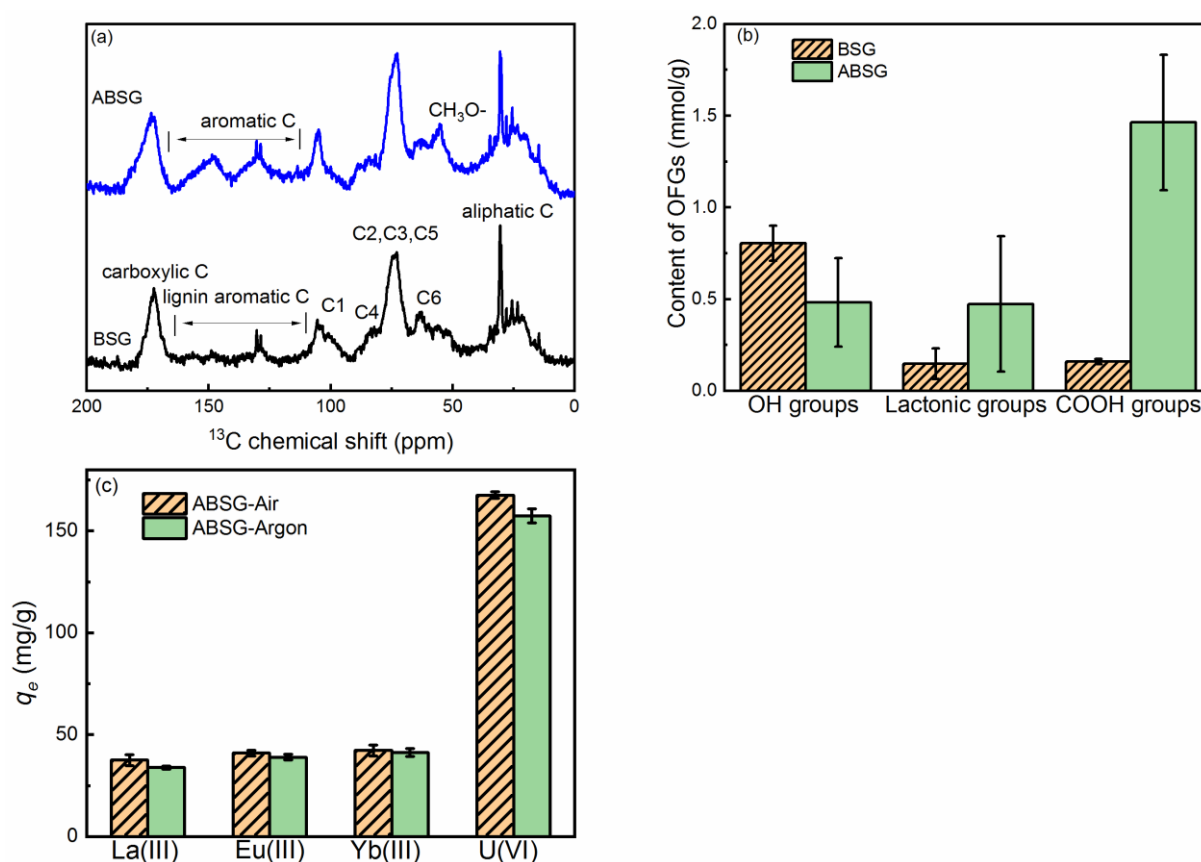 (a)
ABSG
aromatic C
CH₃O-
aliphatic C
C2,C3,C5
carboxylic C
lignin aromatic C
C1
C4
C6
BSG
200 150 100 50 0
¹³C chemical shift (ppm)
(b)
BSG
ABSG
Content of OFGs (mmol/g)
2.0
1.5
1.0
0.5
0.0
OH groups Lactonic groups COOH groups
(c)
ABSG-Air
ABSG-Argon
qₑ (mg/g)
150
100
50
0
La(III) Eu(III) Yb(III) U(VI)